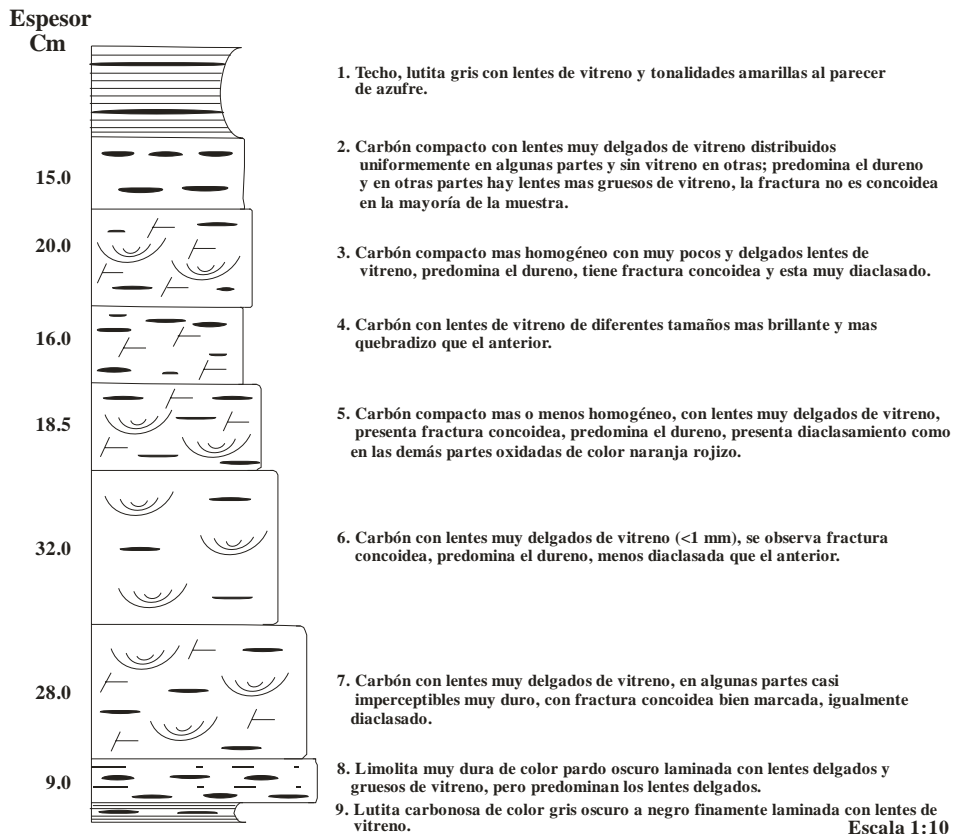 Espesor
Cm
1. Techo, lutita gris con lentes de vitreno y tonalidades amarillas al parecer
de azufre.
15.0
2. Carbón compacto con lentes muy delgados de vitreno distribuidos
uniformemente en algunas partes y sin vitreno en otras; predomina el dureno
y en otras partes hay lentes mas gruesos de vitreno, la fractura no es concoidea
en la mayoría de la muestra.
20.0
3. Carbón compacto mas homogéneo con muy pocos y delgados lentes de
vitreno, predomina el dureno, tiene fractura concoidea y esta muy diaclasado.
16.0
4. Carbón con lentes de vitreno de diferentes tamaños mas brillante y mas
quebradizo que el anterior.
18.5
5. Carbón compacto mas o menos homogéneo, con lentes muy delgados de vitreno,
presenta fractura concoidea, predomina el dureno, presenta diaclasamiento como
en las demás partes oxidadas de color naranja rojizo.
32.0
6. Carbón con lentes muy delgados de vitreno (<1 mm), se observa fractura
concoidea, predomina el dureno, menos diaclasada que el anterior.
28.0
7. Carbón con lentes muy delgados de vitreno, en algunas partes casi
imperceptibles muy duro, con fractura concoidea bien marcada, igualmente
diaclasado.
9.0
8. Limolita muy dura de color pardo oscuro laminada con lentes delgados y
gruesos de vitreno, pero predominan los lentes delgados.
9. Lutita carbonosa de color gris oscuro a negro finamente laminada con lentes de
vitreno.
Escala 1:10